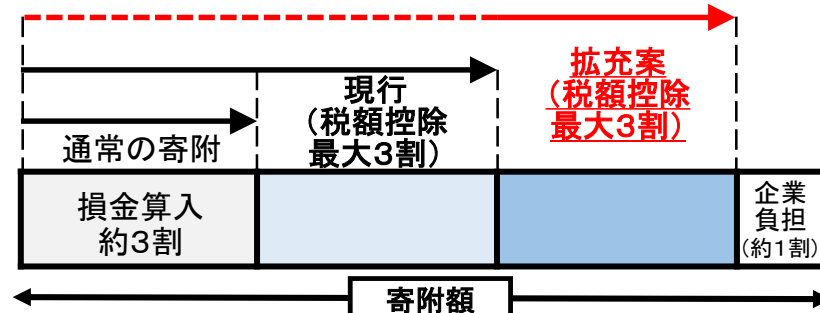 拡充案
(税額控除
最大3割)
現行
(税額控除
最大3割)
通常の寄附
損金算入
約3割
企業
負担
(約1割)
寄附額